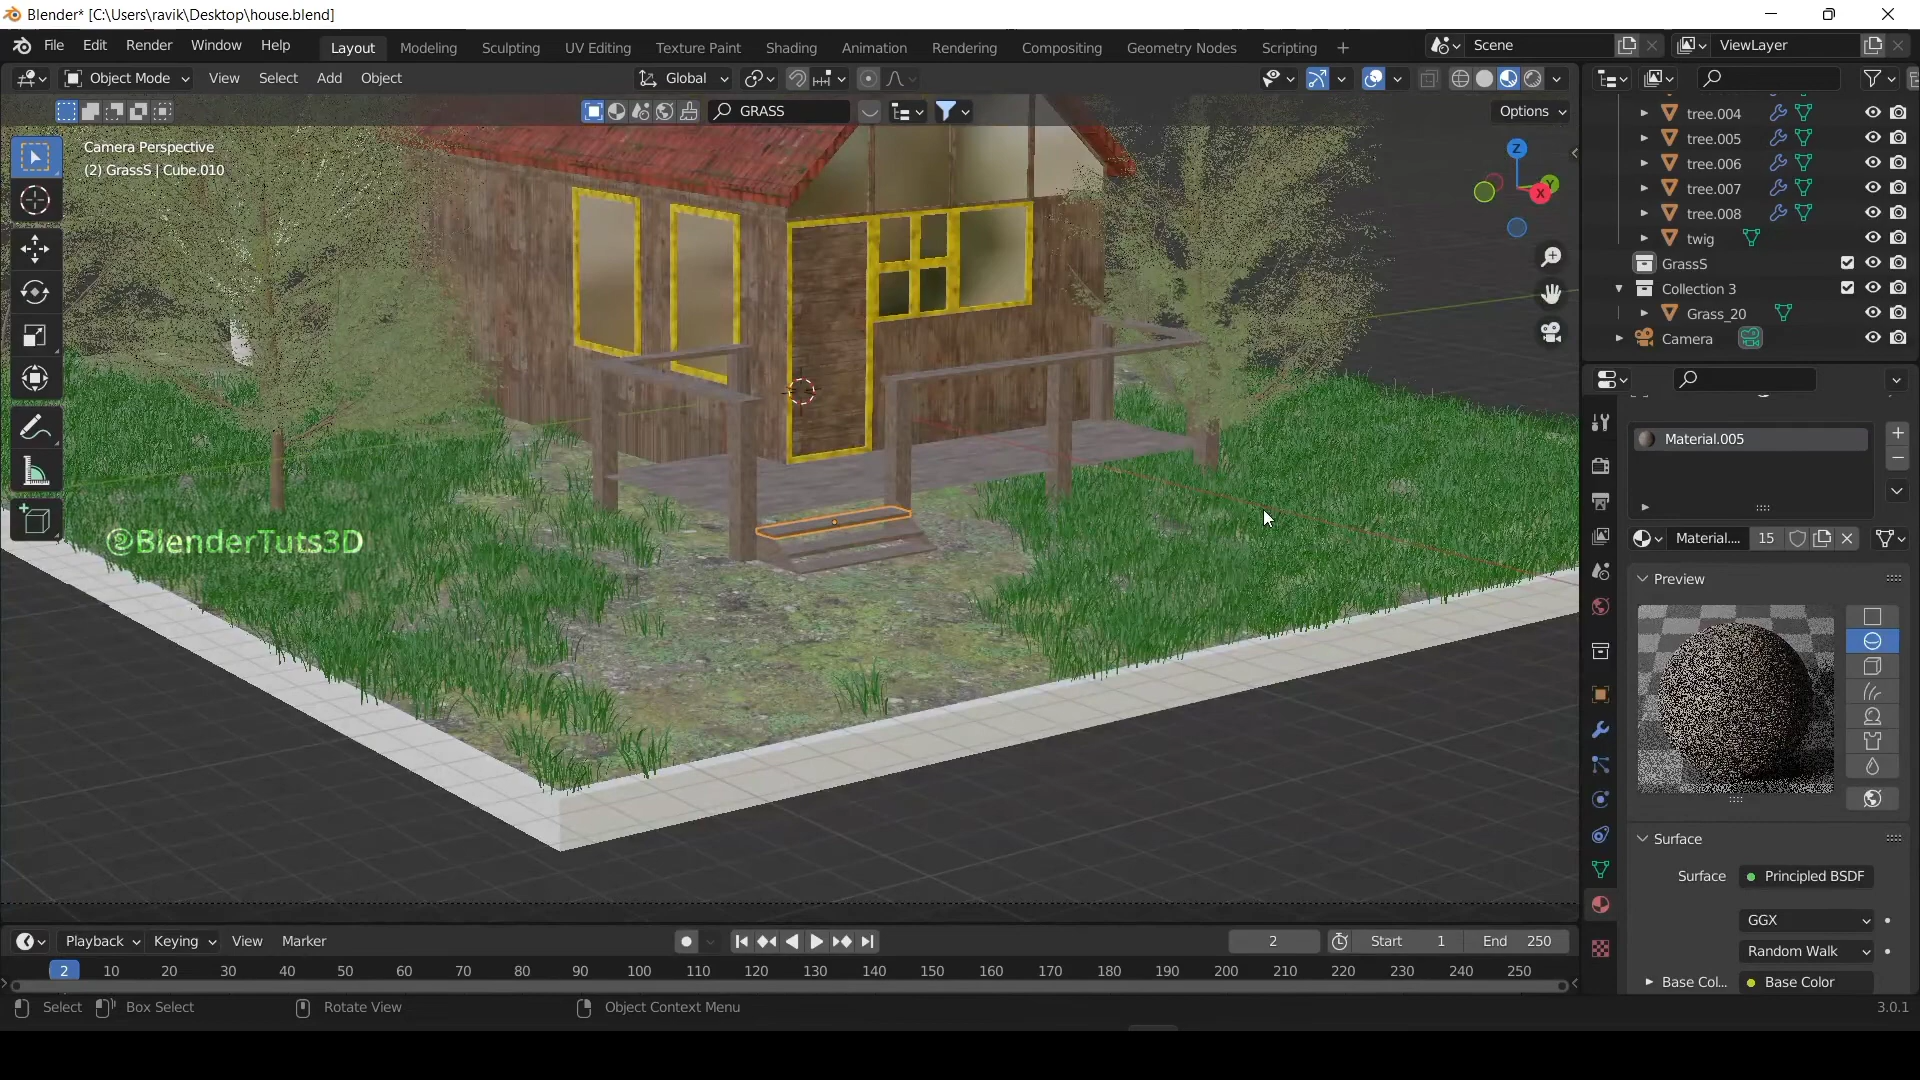 Blender* [C:\Users\ravik\Desktop\house.blend]
File Edit Render Window Help Layout Modeling Sculpting UV Editing Texture Paint Shading Animation Rendering Compositing Geometry Nodes Scripting + Scene ViewLayer
Object Mode View Select Add Object Global
GRASS Options
Camera Perspective
(2) GrassS | Cube.010
Z
Y
X
@BlenderTuts3D
tree.004
tree.005
tree.006
tree.007
tree.008
twig
GrassS
Collection 3
Grass_20
Camera
Material.005
Material.... 15
Preview
Surface
Surface Principled BSDF
GGX
Random Walk
Base Col... Base Color
Playback Keying View Marker 2 Start 1 End 250
2 10 20 30 40 50 60 70 80 90 100 110 120 130 140 150 160 170 180 190 200 210 220 230 240 250
Select Box Select Rotate View Object Context Menu 3.0.1